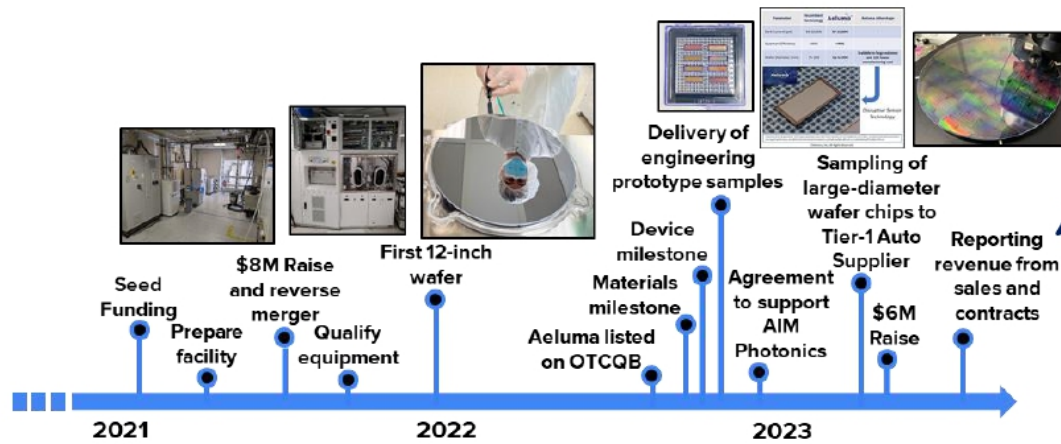 Seed
Funding
Prepare
facility
$8M Raise
and reverse
merger
Qualify
equipment
First 12-inch
wafer
Aeluma listed
on OTCQB
Materials
milestone
Device
milestone
Delivery of
engineering
prototype samples
Agreement
to support
AIM
Photonics
Sampling of
large-diameter
wafer chips to
Tier-1 Auto
Supplier
$6M
Raise
Reporting
revenue from
sales and
contracts
2021
2022
2023
Aeluma